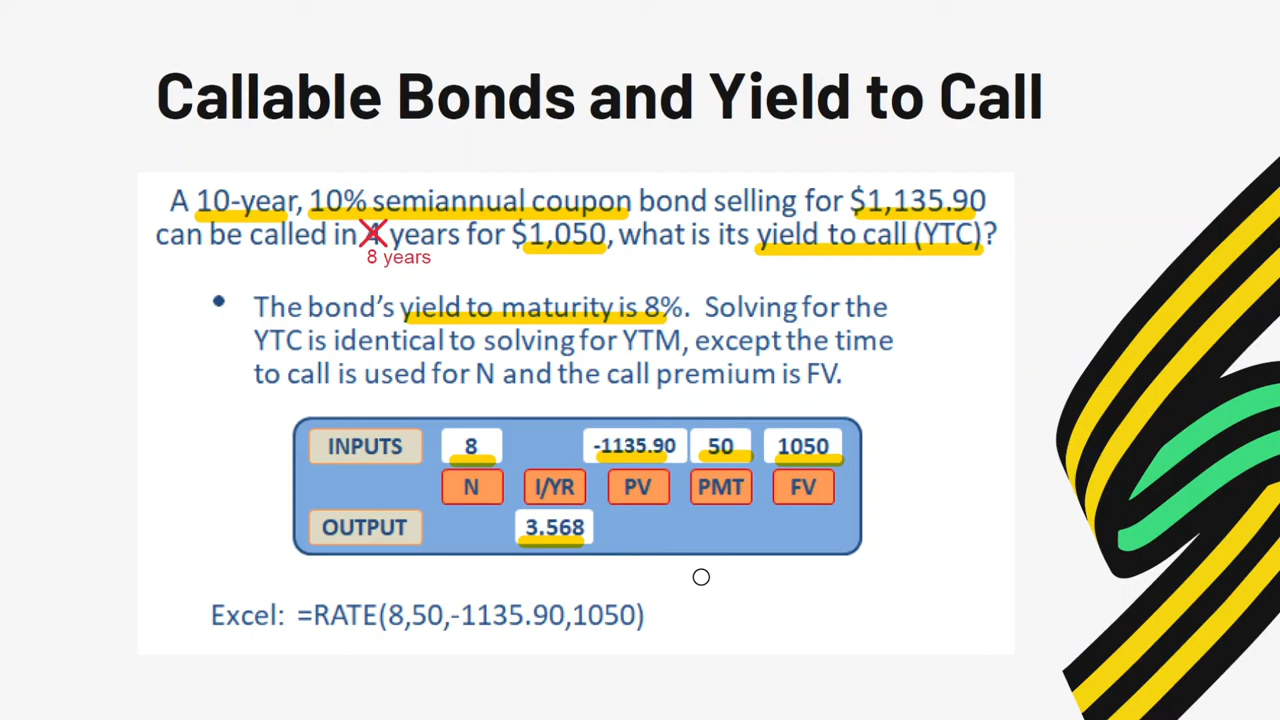 Callable Bonds and Yield to Call
A 10-year, 10% semiannual coupon bond selling for $1,135.90
can be called in 4 years for $1,050, what is its yield to call (YTC)?
8 years
• The bond's yield to maturity is 8%. Solving for the
YTC is identical to solving for YTM, except the time
to call is used for N and the call premium is FV.
INPUTS 8 -1135.90 50 1050
N I/YR PV PMT FV
OUTPUT 3.568
Excel: =RATE(8,50,-1135.90,1050)